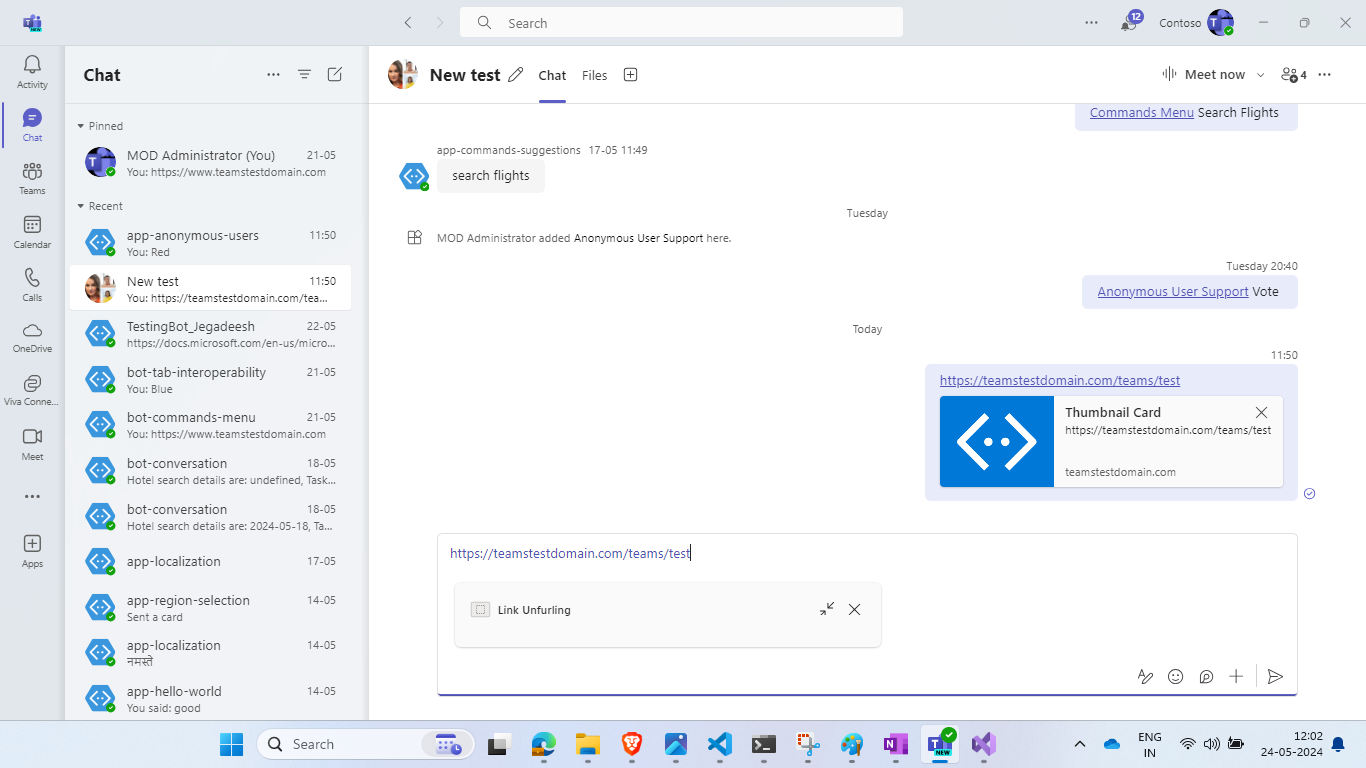 Search
12
Contoso
NEW
Activity
Chat
Teams
Calendar
Calls
OneDrive
Viva Conne...
Meet
Apps
Chat
Pinned
MOD Administrator (You) 21-05
You: https://www.teamstestdomain.com
Recent
app-anonymous-users 11:50
You: Red
New test 11:50
You: https://teamstestdomain.com/tea...
TestingBot_Jegadeesh 22-05
https://docs.microsoft.com/en-us/micro...
bot-tab-interoperability 21-05
You: Blue
bot-commands-menu 21-05
You: https://www.teamstestdomain.com
bot-conversation 18-05
Hotel search details are: undefined, Task...
bot-conversation 18-05
Hotel search details are: 2024-05-18, Ta...
app-localization 17-05
app-region-selection 14-05
Sent a card
app-localization 14-05
नमस्ते
app-hello-world 14-05
You said: good
New test Chat Files
Meet now 4
Commands Menu Search Flights
app-commands-suggestions 17-05 11:49
search flights
Tuesday
MOD Administrator added Anonymous User Support here.
Tuesday 20:40
Anonymous User Support Vote
Today
11:50
https://teamstestdomain.com/teams/test
Thumbnail Card
https://teamstestdomain.com/teams/test
teamstestdomain.com
https://teamstestdomain.com/teams/test
Link Unfurling
Search
NEW
ENG
IN
12:02
24-05-2024